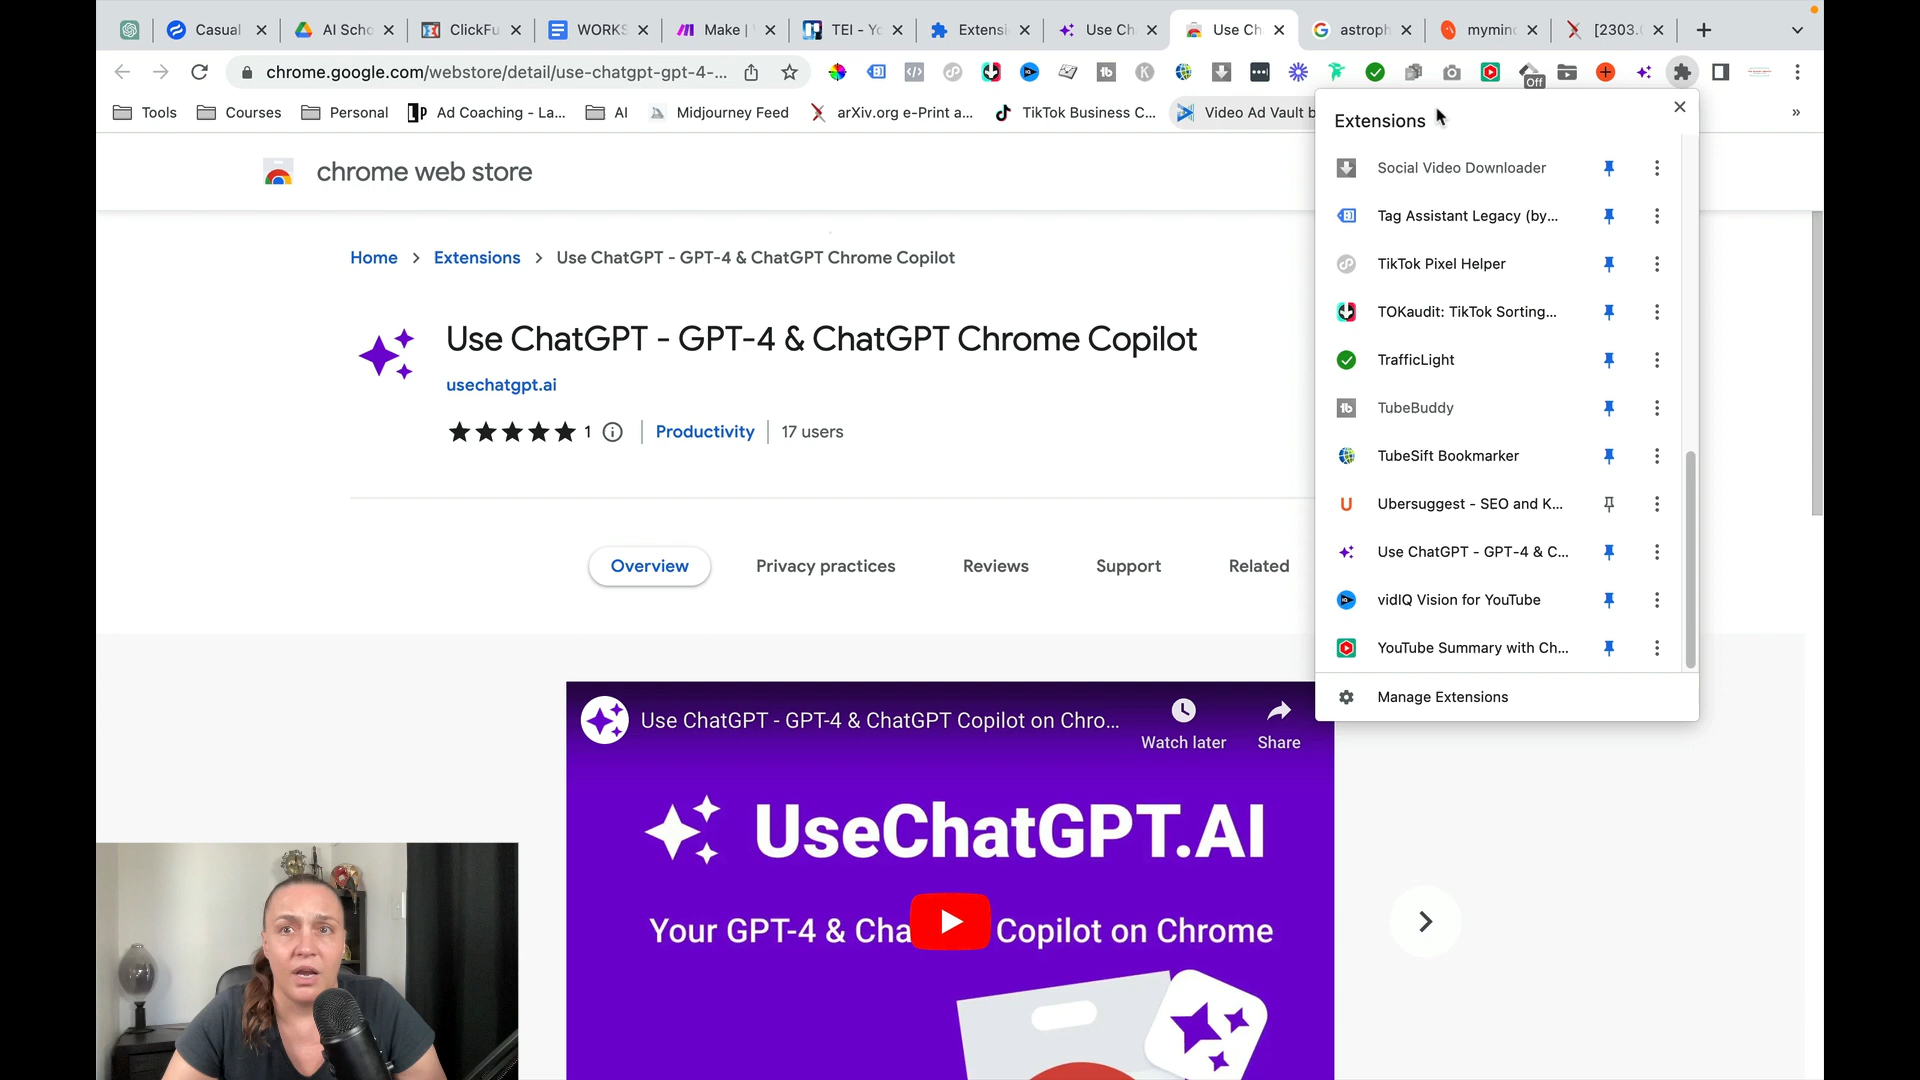 Casual
AI Scho
ClickFu
WORKS
Make |
TEI - Yo
Extensi
Use Ch
Use Ch
astroph
mymind
[2303.0
chrome.google.com/webstore/detail/use-chatgpt-gpt-4-...
Off
Tools
Courses
Personal
Ad Coaching - La...
AI
Midjourney Feed
arXiv.org e-Print a...
TikTok Business C...
Video Ad Vault b
»
Extensions
Social Video Downloader
Tag Assistant Legacy (by...
TikTok Pixel Helper
TOKaudit: TikTok Sorting...
TrafficLight
TubeBuddy
TubeSift Bookmarker
Ubersuggest - SEO and K...
Use ChatGPT - GPT-4 & C...
vidIQ Vision for YouTube
YouTube Summary with Ch...
Manage Extensions
chrome web store
Home > Extensions > Use ChatGPT - GPT-4 & ChatGPT Chrome Copilot
Use ChatGPT - GPT-4 & ChatGPT Chrome Copilot
usechatgpt.ai
1
Productivity
17 users
Overview
Privacy practices
Reviews
Support
Related
Use ChatGPT - GPT-4 & ChatGPT Copilot on Chro...
Watch later
Share
UseChatGPT.AI
Your GPT-4 & Cha Copilot on Chrome